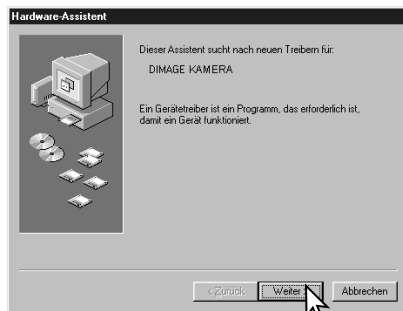 Hardware-Assistent
Dieser Assistent sucht nach neuen Treibern für:
DIMAGE KAMERA
Ein Gerätetreiber ist ein Programm, das erforderlich ist,
damit ein Gerät funktioniert.
< Zurück Weiter > Abbrechen